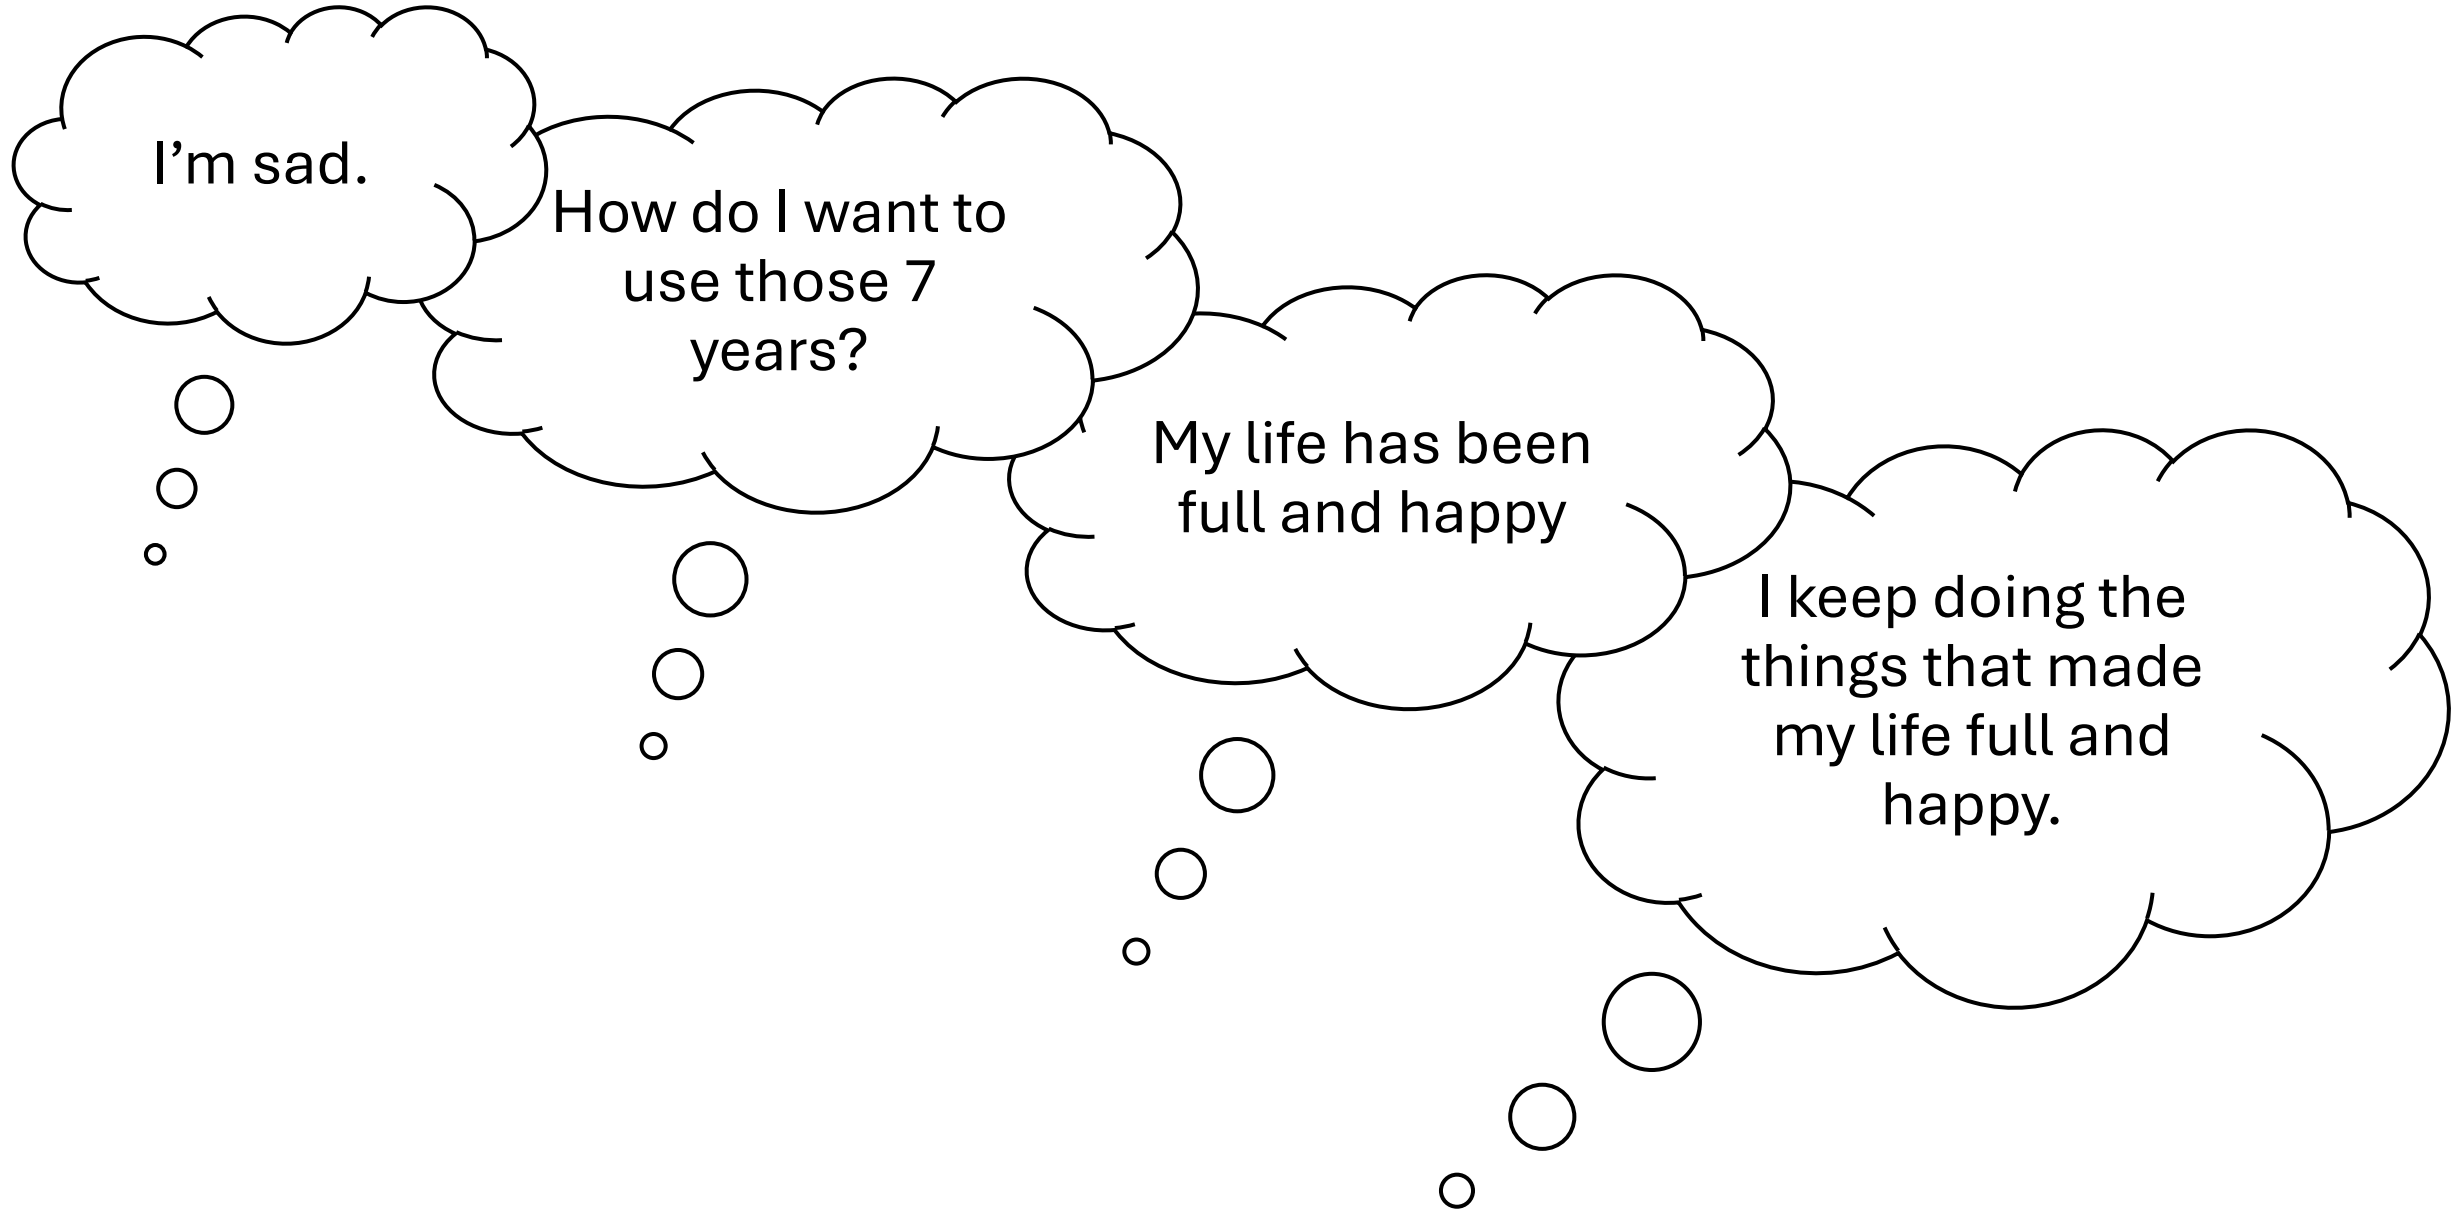 I’m sad.
How do I want to
use those 7
years?
My life has been
full and happy
I keep doing the
things that made
my life full and
happy.